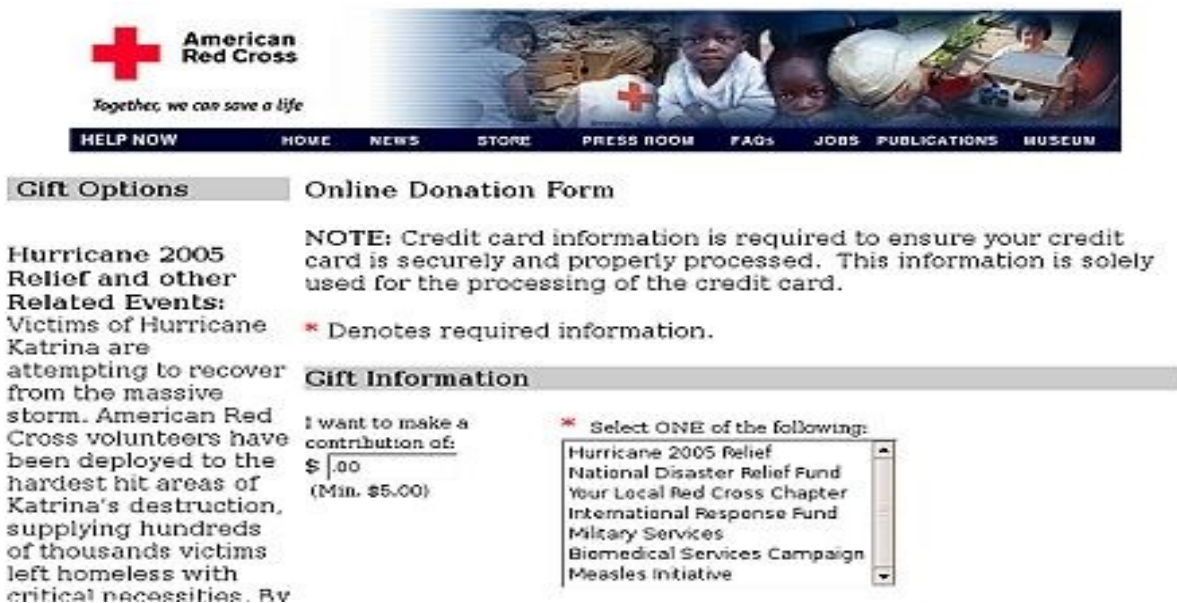 American
Red Cross
Together, we can save a life
HELP NOW HOME NEWS STORE PRESS ROOM FAQs JOBS PUBLICATIONS MUSEUM
Gift Options
Hurricane 2005
Relief and other
Related Events:
Victims of Hurricane
Katrina are
attempting to recover
from the massive
storm. American Red
Cross volunteers have
been deployed to the
hardest hit areas of
Katrina's destruction,
supplying hundreds
of thousands victims
left homeless with
critical necessities. By
Online Donation Form
NOTE: Credit card information is required to ensure your credit
card is securely and properly processed. This information is solely
used for the processing of the credit card.
* Denotes required information.
Gift Information
I want to make a
contribution of:
$ .00
(Min. $5.00)
* Select ONE of the following:
Hurricane 2005 Relief
National Disaster Relief Fund
Your Local Red Cross Chapter
International Response Fund
Military Services
Biomedical Services Campaign
Measles Initiative